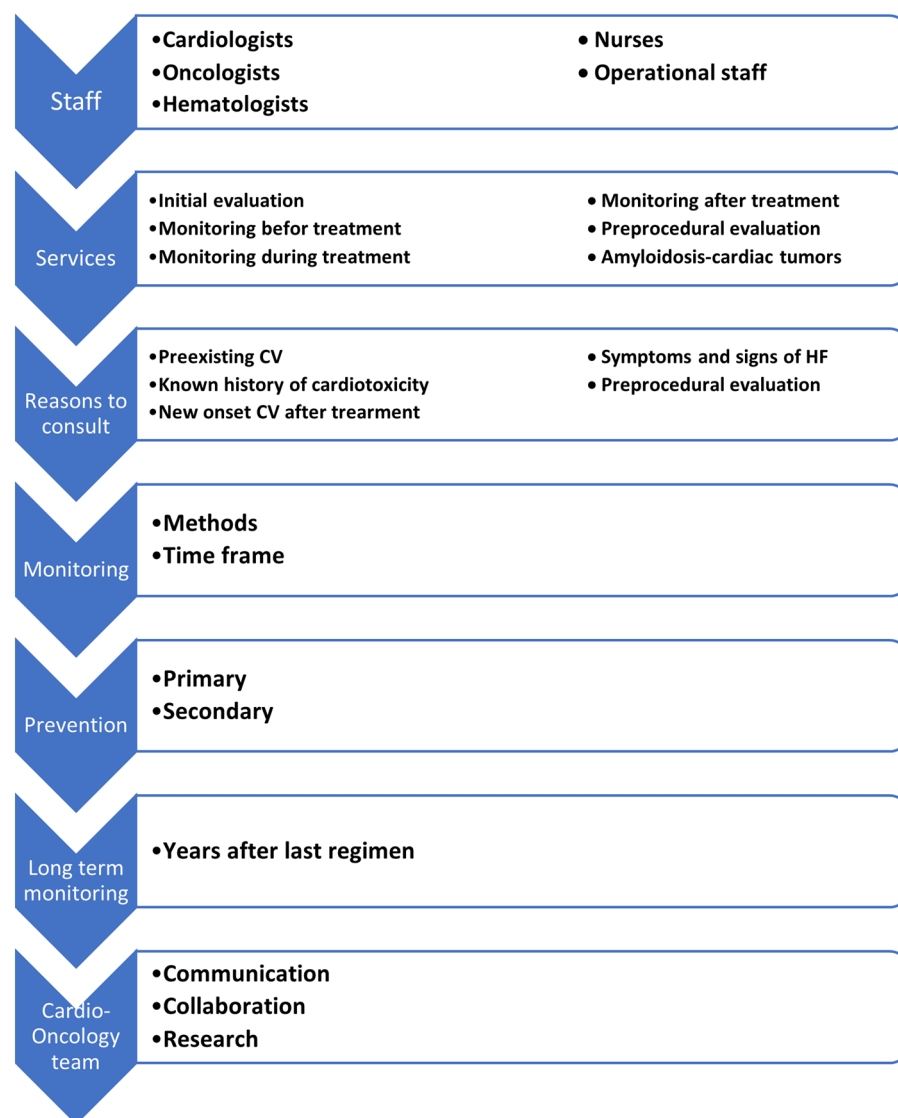 Staff
•Cardiologists
•Oncologists
•Hematologists
• Nurses
• Operational staff
Services
•Initial evaluation
•Monitoring befor treatment
•Monitoring during treatment
• Monitoring after treatment
• Preprocedural evaluation
• Amyloidosis-cardiac tumors
Reasons to
consult
•Preexisting CV
•Known history of cardiotoxicity
•New onset CV after trearment
• Symptoms and signs of HF
• Preprocedural evaluation
Monitoring
•Methods
•Time frame
Prevention
•Primary
•Secondary
Long term
monitoring
•Years after last regimen
Cardio-
Oncology
team
•Communication
•Collaboration
•Research